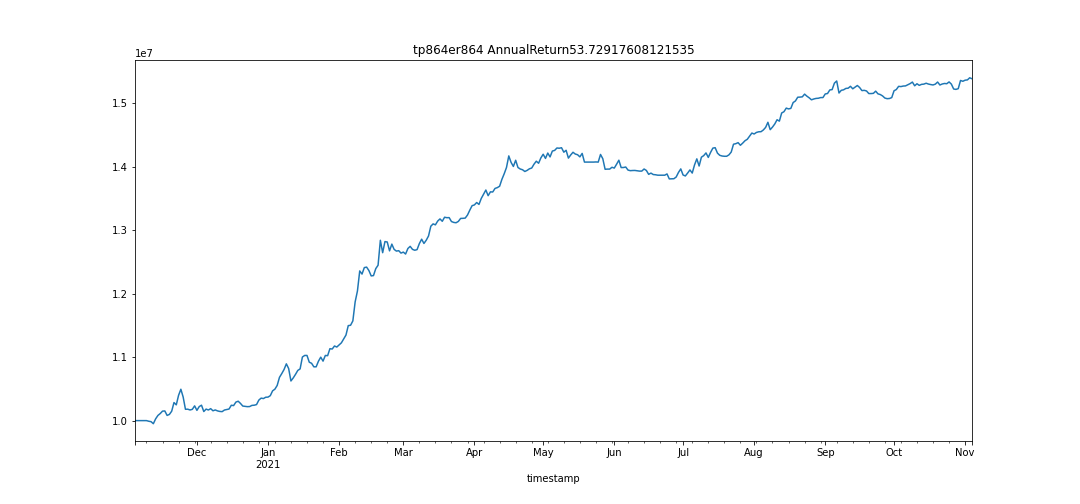 tp864er864 AnnualReturn53.72917608121535
1e7
1.5
1.4
1.3
1.2
1.1
1.0
Dec Jan Feb Mar Apr May Jun Jul Aug Sep Oct Nov
2021
timestamp